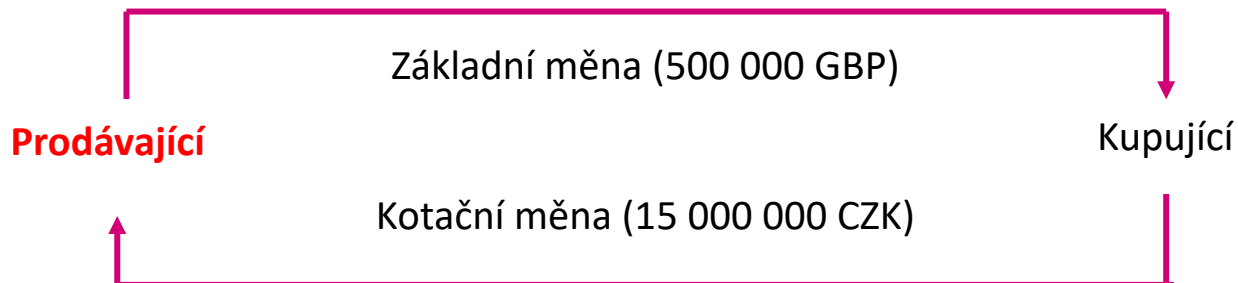 Základní měna (500 000 GBP)
Prodávající
Kupující
Kotační měna (15 000 000 CZK)